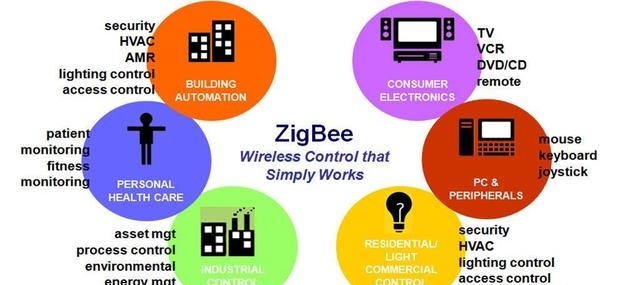 security
HVAC
AMR
lighting control
access control
BUILDING
AUTOMATION
CONSUMER
ELECTRONICS
TV
VCR
DVD/CD
remote
ZigBee
Wireless Control that
Simply Works
patient
monitoring
fitness
monitoring
PERSONAL
HEALTH CARE
PC &
PERIPHERALS
mouse
keyboard
joystick
asset mgt
process control
environmental
energy mgt
INDUSTRIAL
CONTROL
RESIDENTIAL/
LIGHT
COMMERCIAL
CONTROL
security
HVAC
lighting control
access control